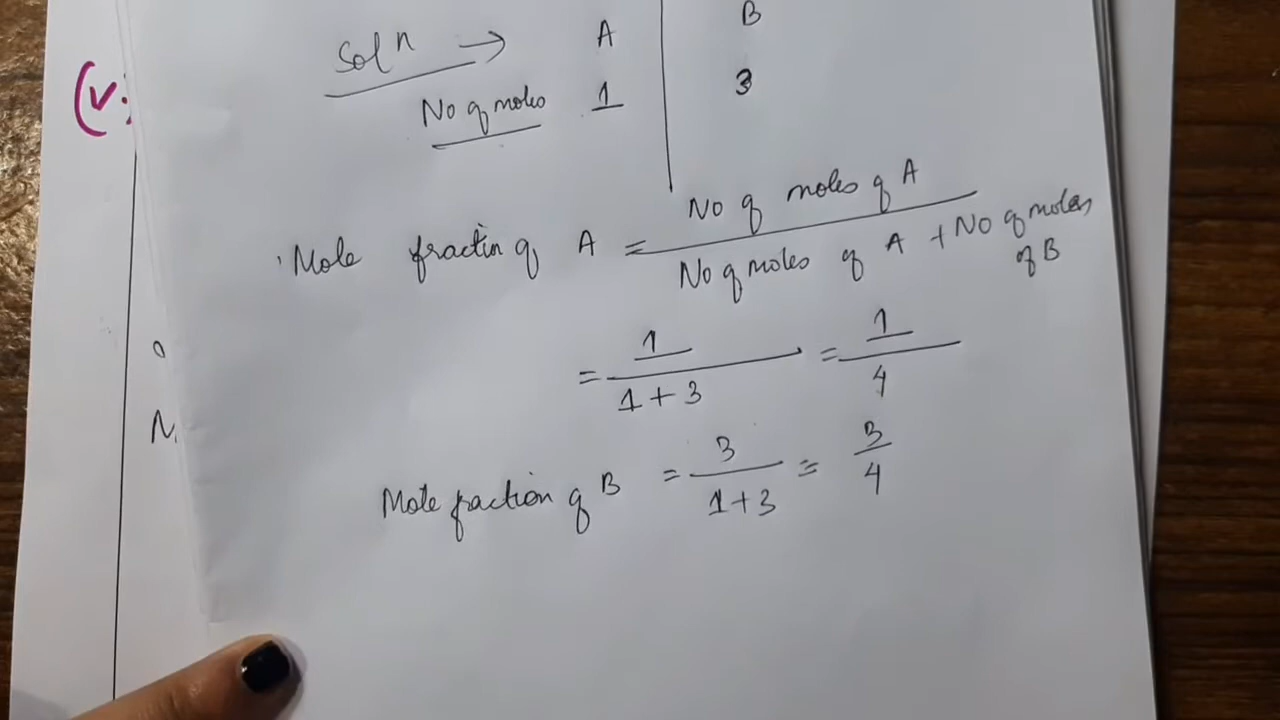 (v.
Soln → A B
No of moles 1 3
Mole fractin of A = No of moles of A
No of moles of A + No of moles
of B
= 1 = 1
1 + 3 4
Mole fraction of B = 3 = 3
1+3 4